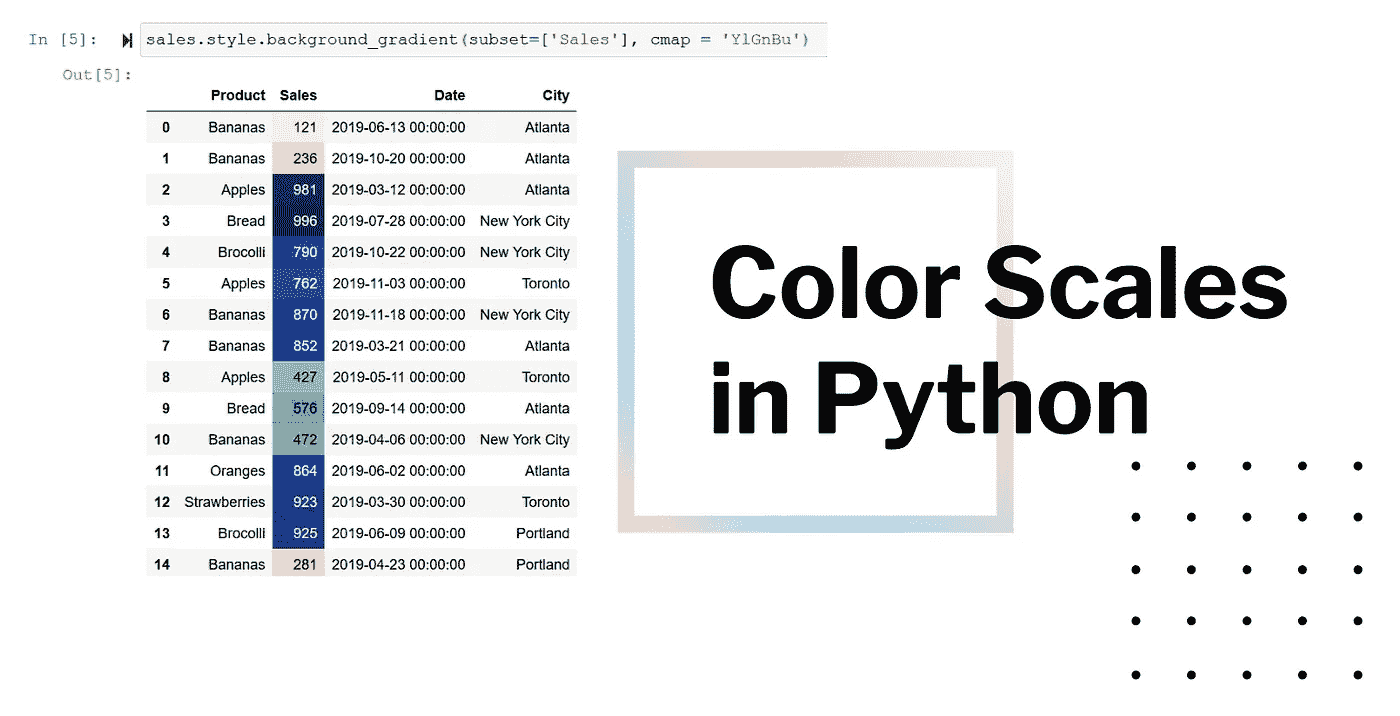 In [5]: sales.style.background_gradient(subset=['Sales'], cmap = 'YlGnBu')
Out[5]:
Product Sales Date City
0 Bananas 121 2019-06-13 00:00:00 Atlanta
1 Bananas 236 2019-10-20 00:00:00 Atlanta
2 Apples 981 2019-03-12 00:00:00 Atlanta
3 Bread 996 2019-07-28 00:00:00 New York City
4 Brocolli 790 2019-10-22 00:00:00 New York City
5 Apples 762 2019-11-03 00:00:00 Toronto
6 Bananas 870 2019-11-18 00:00:00 New York City
7 Bananas 852 2019-03-21 00:00:00 Atlanta
8 Apples 427 2019-05-11 00:00:00 Toronto
9 Bread 576 2019-09-14 00:00:00 Atlanta
10 Bananas 472 2019-04-06 00:00:00 New York City
11 Oranges 864 2019-06-02 00:00:00 Atlanta
12 Strawberries 923 2019-03-30 00:00:00 Toronto
13 Brocolli 925 2019-06-09 00:00:00 Portland
14 Bananas 281 2019-04-23 00:00:00 Portland
Color Scales
in Python